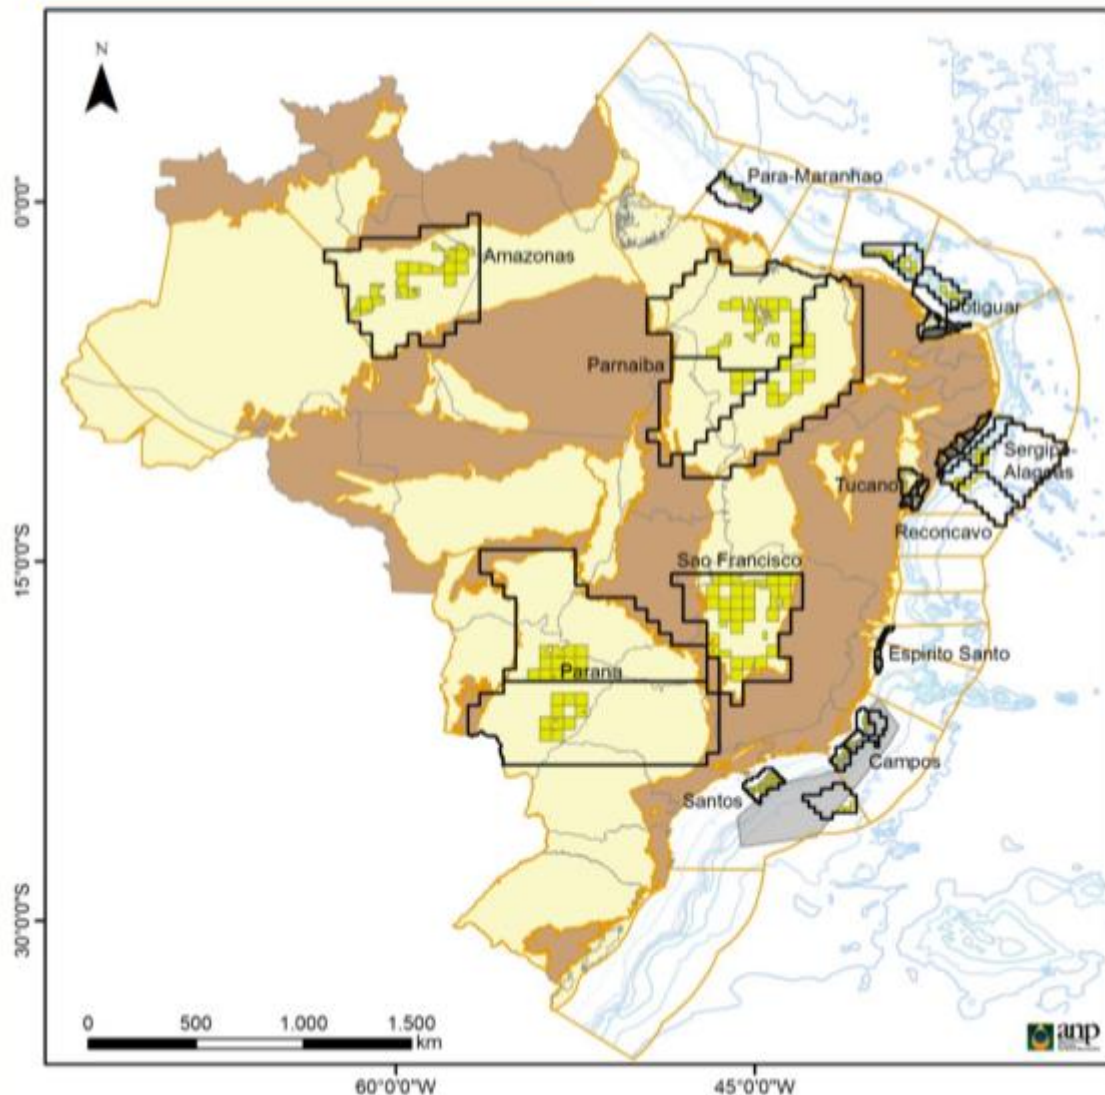 N
Para-Maranhao
0°0'0"
Amazonas
Potiguar
Parnaiba
Sergipe-
Alagoas
Tucano
Reconcavo
15°0'0"S
Sao Francisco
Espirito Santo
Parana
Campos
Santos
30°0'0"S
0 500 1.000 1.500
km
anp
60°0'0"W 45°0'0"W